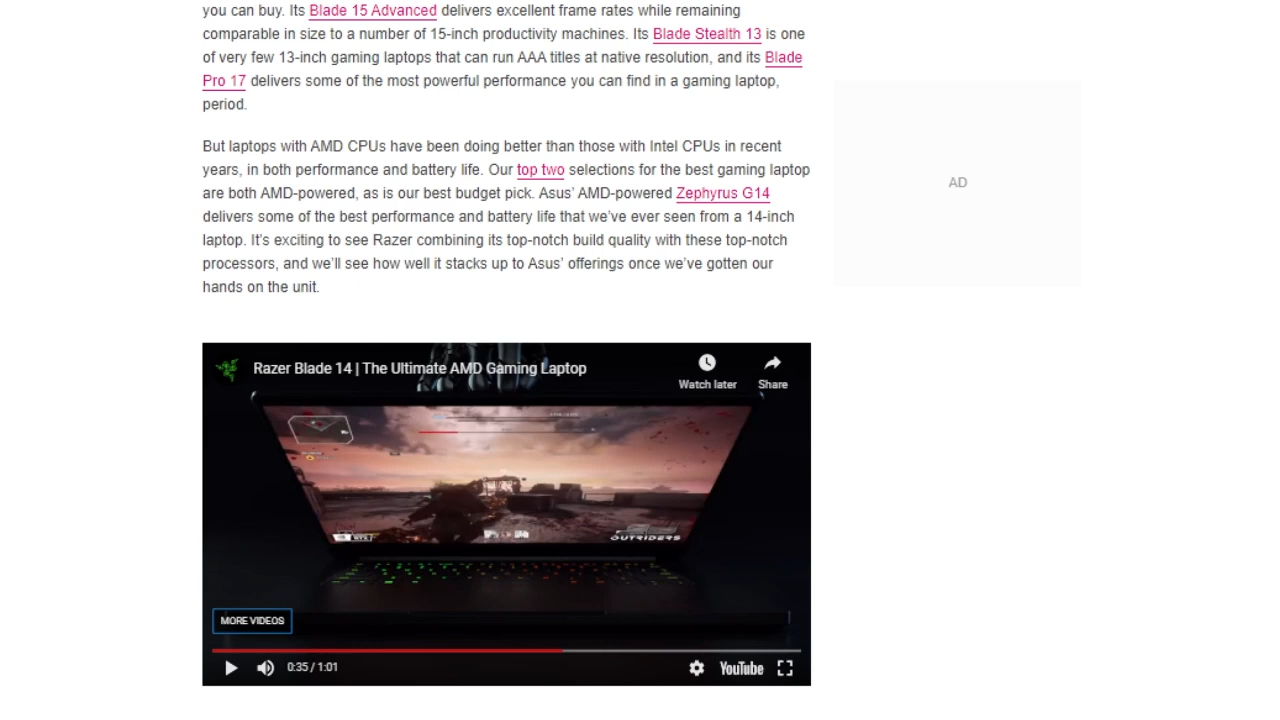 you can buy. Its Blade 15 Advanced delivers excellent frame rates while remaining
comparable in size to a number of 15-inch productivity machines. Its Blade Stealth 13 is one
of very few 13-inch gaming laptops that can run AAA titles at native resolution, and its Blade
Pro 17 delivers some of the most powerful performance you can find in a gaming laptop,
period.
But laptops with AMD CPUs have been doing better than those with Intel CPUs in recent
years, in both performance and battery life. Our top two selections for the best gaming laptop
are both AMD-powered, as is our best budget pick. Asus’ AMD-powered Zephyrus G14
delivers some of the best performance and battery life that we’ve ever seen from a 14-inch
laptop. It’s exciting to see Razer combining its top-notch build quality with these top-notch
processors, and we’ll see how well it stacks up to Asus’ offerings once we’ve gotten our
hands on the unit.
AD
Razer Blade 14 | The Ultimate AMD Gaming Laptop
Watch later
Share
OUTRIDERS
MORE VIDEOS
0:35 / 1:01
YouTube